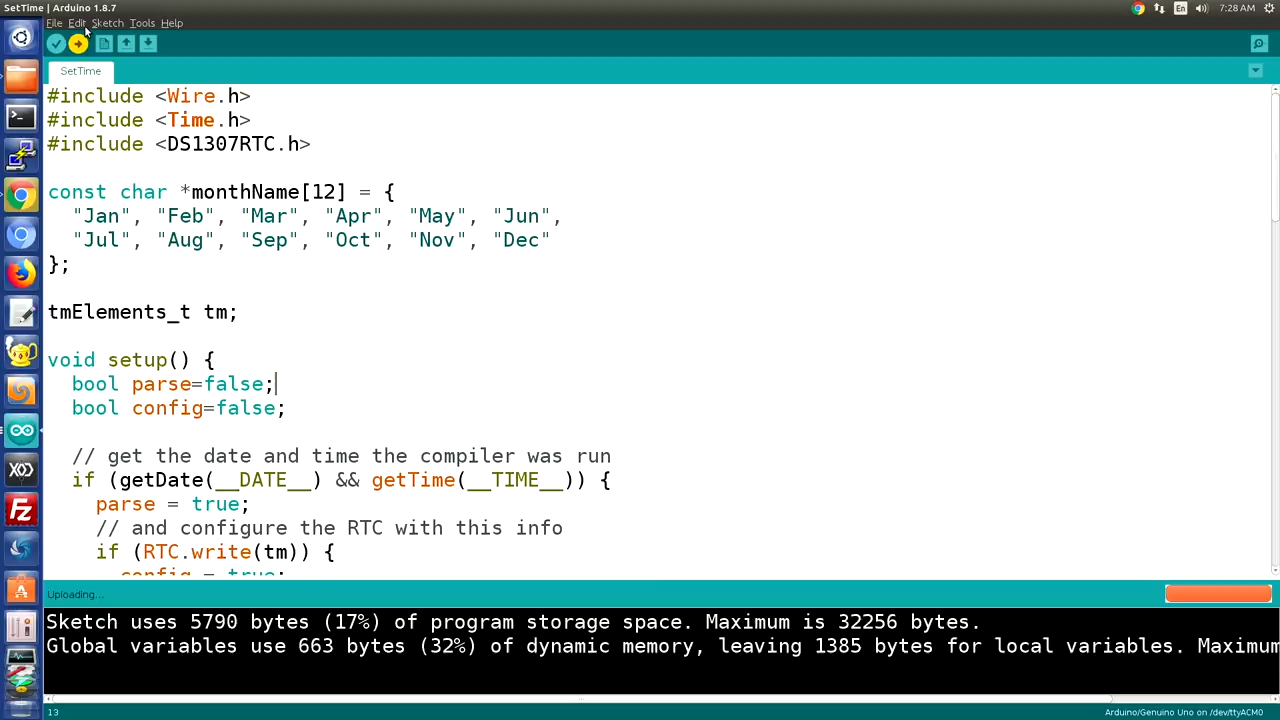 SetTime | Arduino 1.8.7
En
7:28 AM
File Edit Sketch Tools Help
SetTime
#include <Wire.h>
#include <Time.h>
#include <DS1307RTC.h>
const char *monthName[12] = {
"Jan", "Feb", "Mar", "Apr", "May", "Jun",
"Jul", "Aug", "Sep", "Oct", "Nov", "Dec"
};
tmElements_t tm;
void setup() {
bool parse=false;
bool config=false;
// get the date and time the compiler was run
if (getDate(__DATE__) && getTime(__TIME__)) {
parse = true;
// and configure the RTC with this info
if (RTC.write(tm)) {
config = true;
Uploading...
Sketch uses 5790 bytes (17%) of program storage space. Maximum is 32256 bytes.
Global variables use 663 bytes (32%) of dynamic memory, leaving 1385 bytes for local variables. Maximum
13
Arduino/Genuino Uno on /dev/ttyACM0